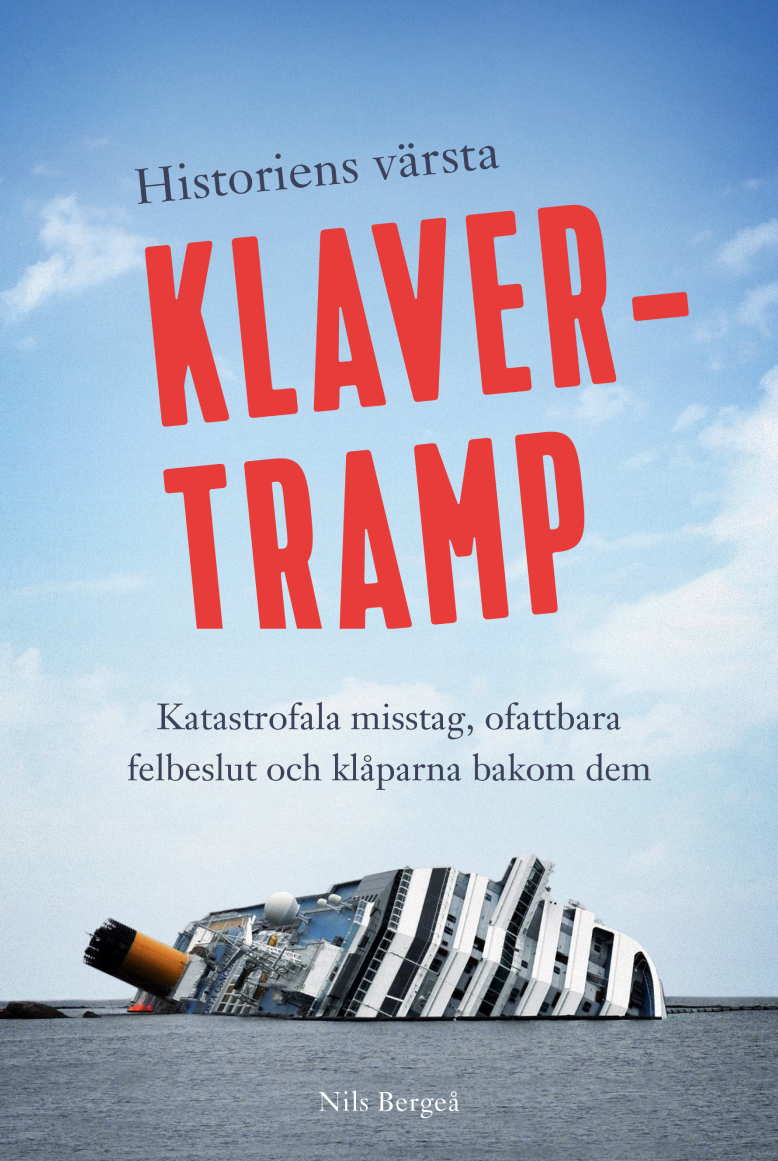 Historiens värsta
KLAVER-
TRAMP
Katastrofala misstag, ofattbara
felbeslut och klåparna bakom dem
Nils Bergeå